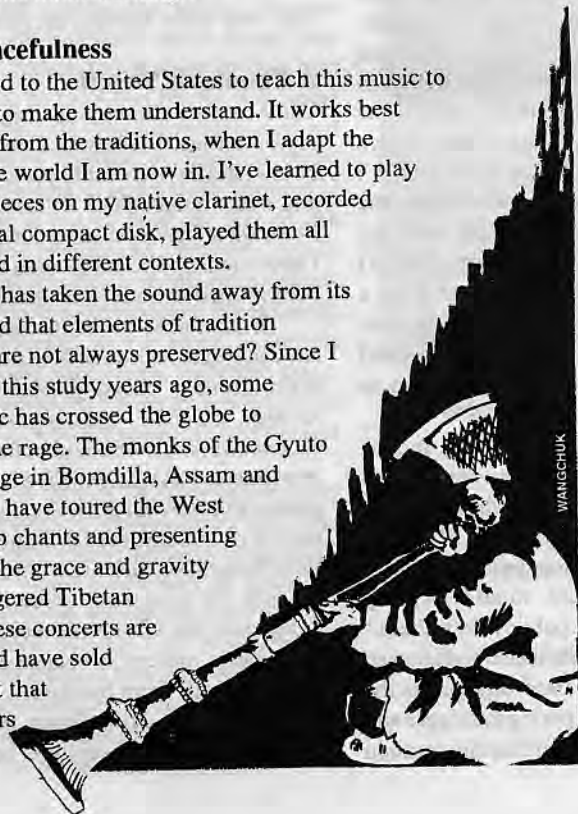 cefulness
d to the United States to teach this music to
to make them understand. It works best
from the traditions, when I adapt the
e world I am now in. I've learned to play
eces on my native clarinet, recorded
al compact disk, played them all
d in different contexts.
has taken the sound away from its
d that elements of tradition
are not always preserved? Since I
this study years ago, some
c has crossed the globe to
e rage. The monks of the Gyuto
ge in Bomdilla, Assam and
have toured the West
o chants and presenting
he grace and gravity
gered Tibetan
ese concerts are
d have sold
that
rs
WANGCHUK